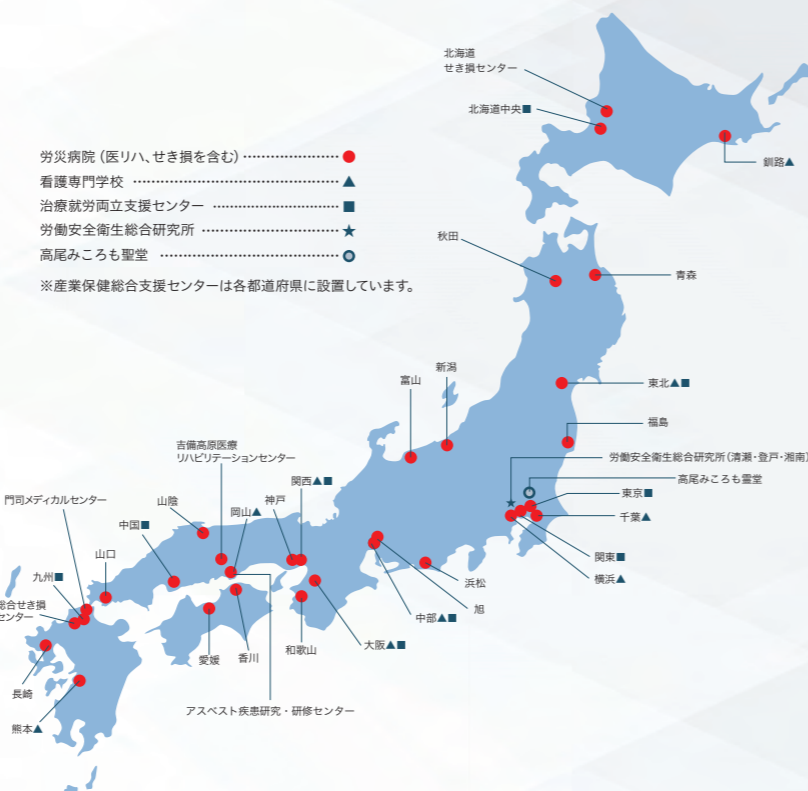 北海道
せき損センター
北海道中央■
釧路▲
労災病院（医リハ、せき損を含む）●
看護専門学校 ▲
治療就労両立支援センター ■
労働安全衛生総合研究所 ★
高尾みころも聖堂 ◎
※産業保健総合支援センターは各都道府県に設置しています。
秋田
青森
新潟
富山
東北▲■
福島
労働安全衛生総合研究所（清瀬・登戸・湘南）
高尾みころも霊堂
東京■
千葉▲
関東■
横浜▲
吉備高原医療
リハビリテーションセンター
関西▲■
門司メディカルセンター
山陰
岡山▲
神戸
中国■
山口
九州■
総合せき損
センター
浜松
旭
中部▲■
大阪▲■
和歌山
香川
愛媛
長崎
熊本▲
アスベスト疾患研究・研修センター